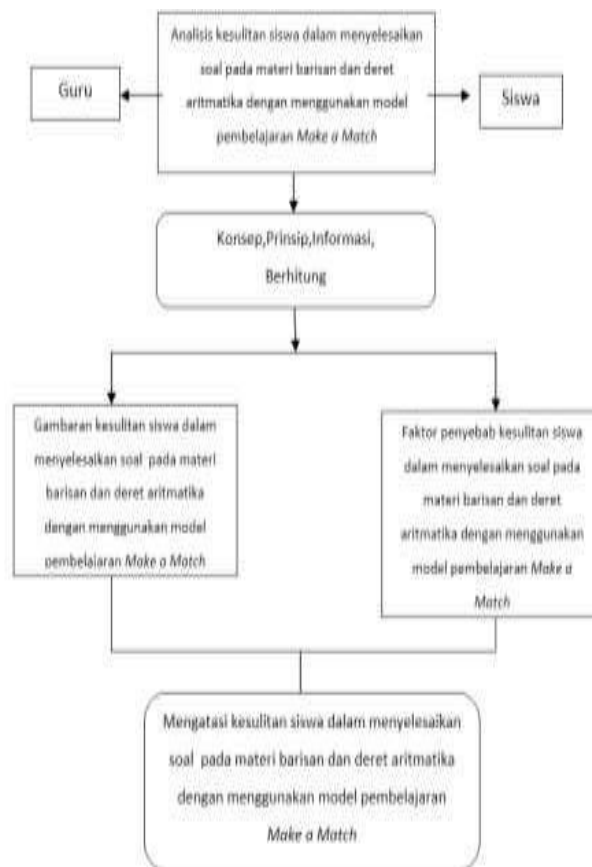 Analisis kesulitan siswa dalam menyelesaikan
soal pada materi barisan dan deret
aritmatika dengan menggunakan model
pembelajaran Make a Match
Guru
Siswa
Konsep,Prinsip,Informasi,
Berhitung
Gambaran kesulitan siswa dalam
menyelesaikan soal pada materi
barisan dan deret aritmatika
dengan menggunakan model
pembelajaran Make a Match
Faktor penyebab kesulitan siswa
dalam menyelesaikan soal pada
materi barisan dan deret
aritmatika dengan menggunakan
model pembelajaran Make a
Match
Mengatasi kesulitan siswa dalam menyelesaikan
soal pada materi barisan dan deret aritmatika
dengan menggunakan model pembelajaran
Make a Match